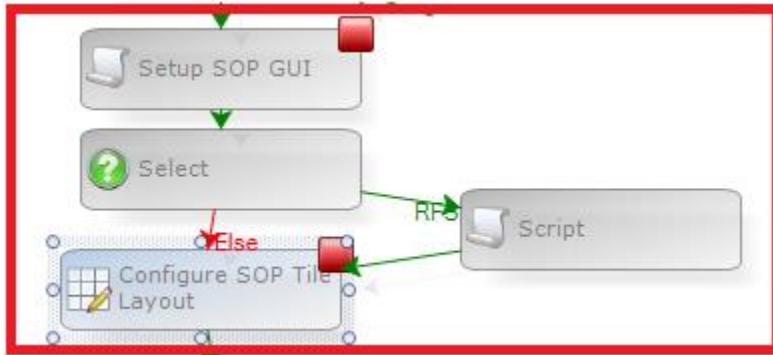 Setup SOP GUI
Select
RFS
Script
Else
Configure SOP Tile
Layout